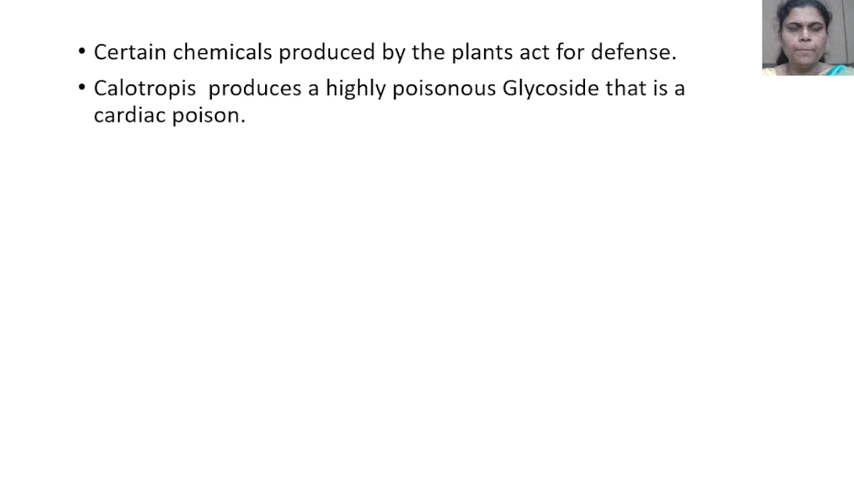 • Certain chemicals produced by the plants act for defense.
• Calotropis  produces a highly poisonous Glycoside that is a
cardiac poison.